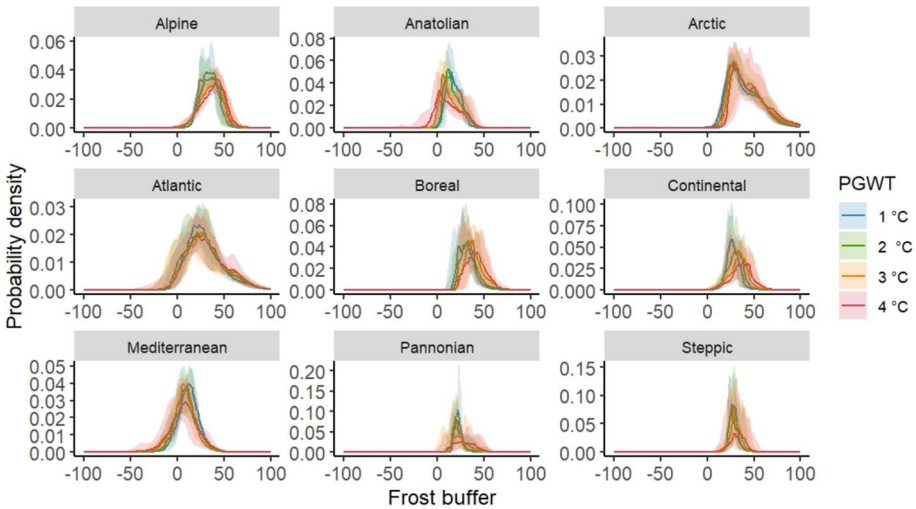 Alpine Anatolian Arctic
0.06 0.08 0.03
0.04 0.06 0.02
0.02 0.04 0.01
0.00 0.02 0.00
0.00
-100 -50 0 50 100 -100 -50 0 50 100 -100 -50 0 50 100
Atlantic Boreal Continental
0.03 0.08 0.100
0.02 0.06 0.075
0.01 0.04 0.050
0.00 0.02 0.025
0.00 0.000
-100 -50 0 50 100 -100 -50 0 50 100 -100 -50 0 50 100
Mediterranean Pannonian Steppic
0.05 0.20 0.15
0.04 0.15 0.10
0.03 0.10 0.05
0.02 0.05 0.00
0.01 0.00
0.00
-100 -50 0 50 100 -100 -50 0 50 100 -100 -50 0 50 100
Probability density
Frost buffer
PGWT
1 °C
2 °C
3 °C
4 °C